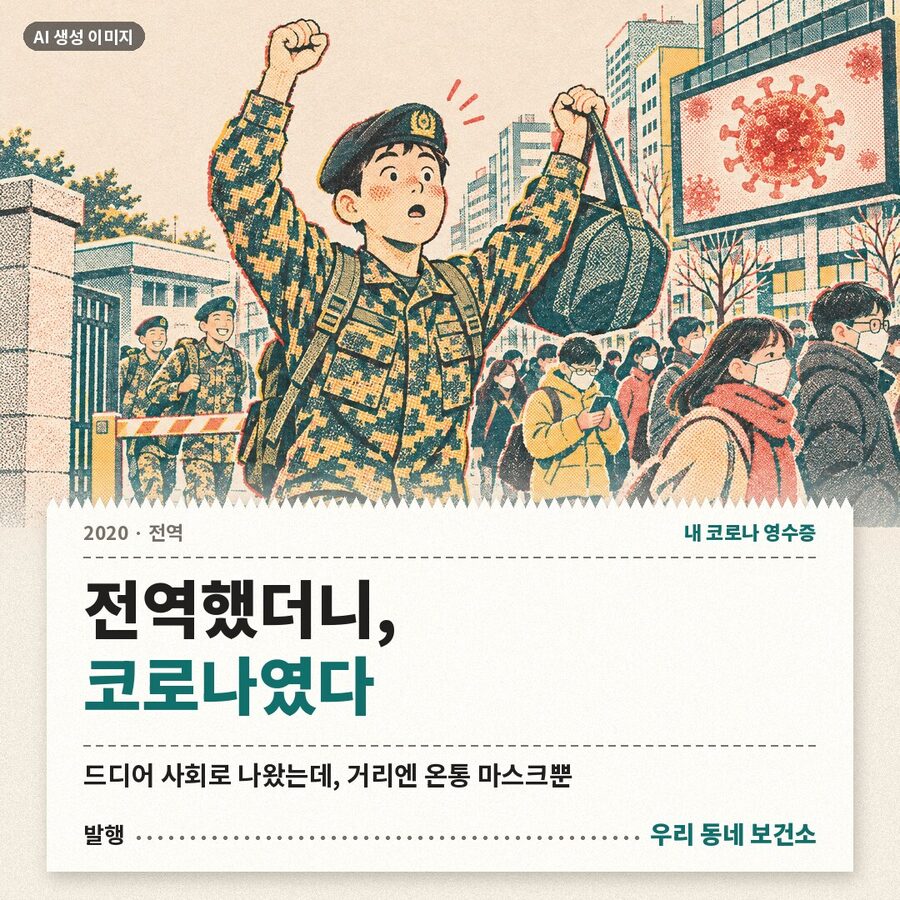 AI 생성 이미지
2020 · 전역
내 코로나 영수증
전역했더니,
코로나였다
드디어 사회로 나왔는데, 거리엔 온통 마스크뿐
발행 우리 동네 보건소